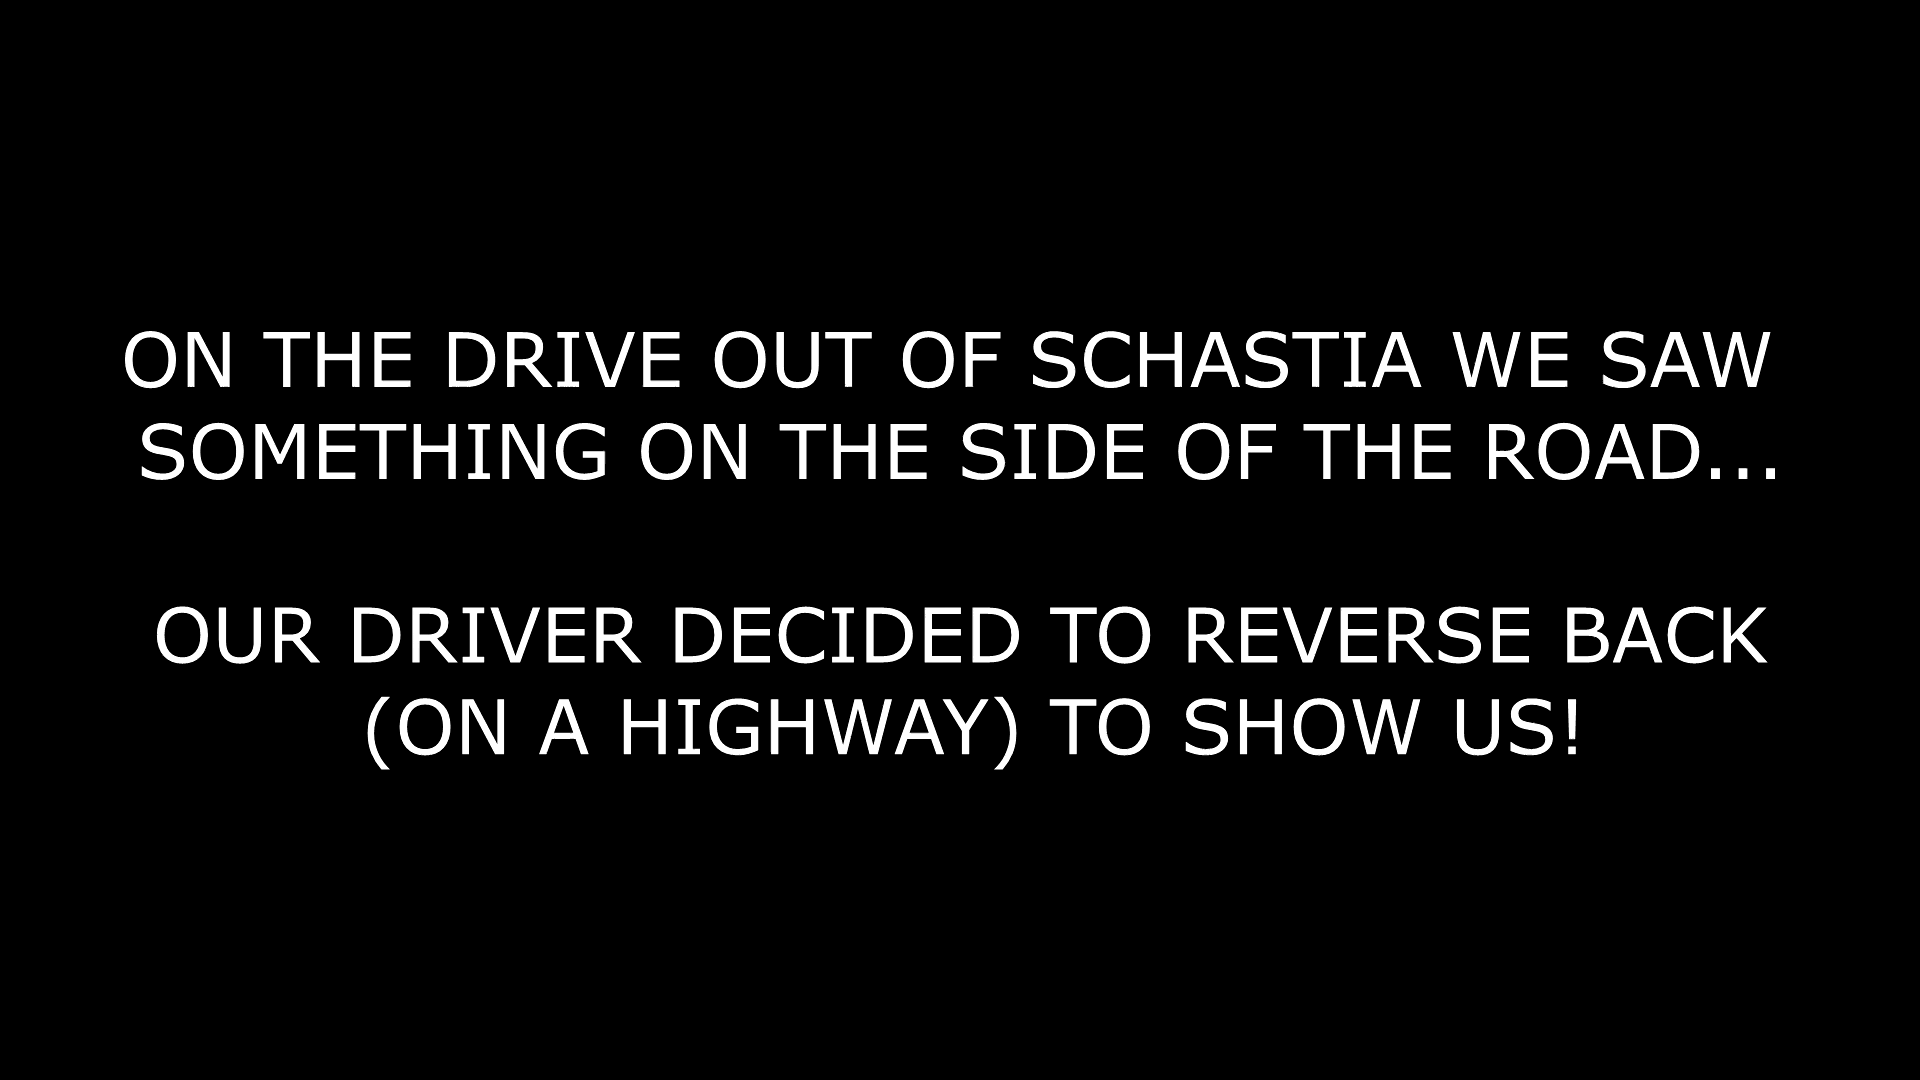 ON THE DRIVE OUT OF SCHASTIA WE SAW
SOMETHING ON THE SIDE OF THE ROAD...
OUR DRIVER DECIDED TO REVERSE BACK
(ON A HIGHWAY) TO SHOW US!